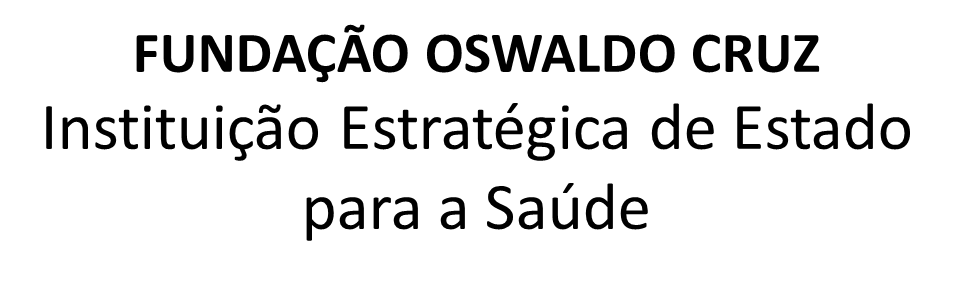 FUNDAÇÃO OSWALDO CRUZ
Instituição Estratégica de Estado
para a Saúde